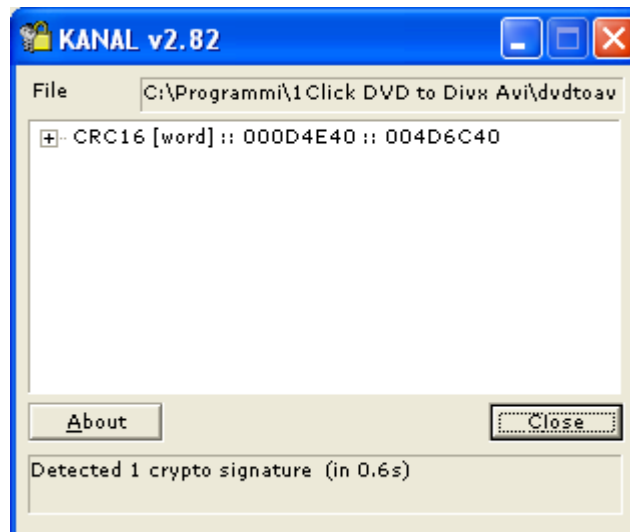 KANAL v2.82
File C:\Programmi\1Click DVD to Divx Avi\dvdtoav
CRC16 [word] :: 000D4E40 :: 004D6C40
About Close
Detected 1 crypto signature (in 0.6s)